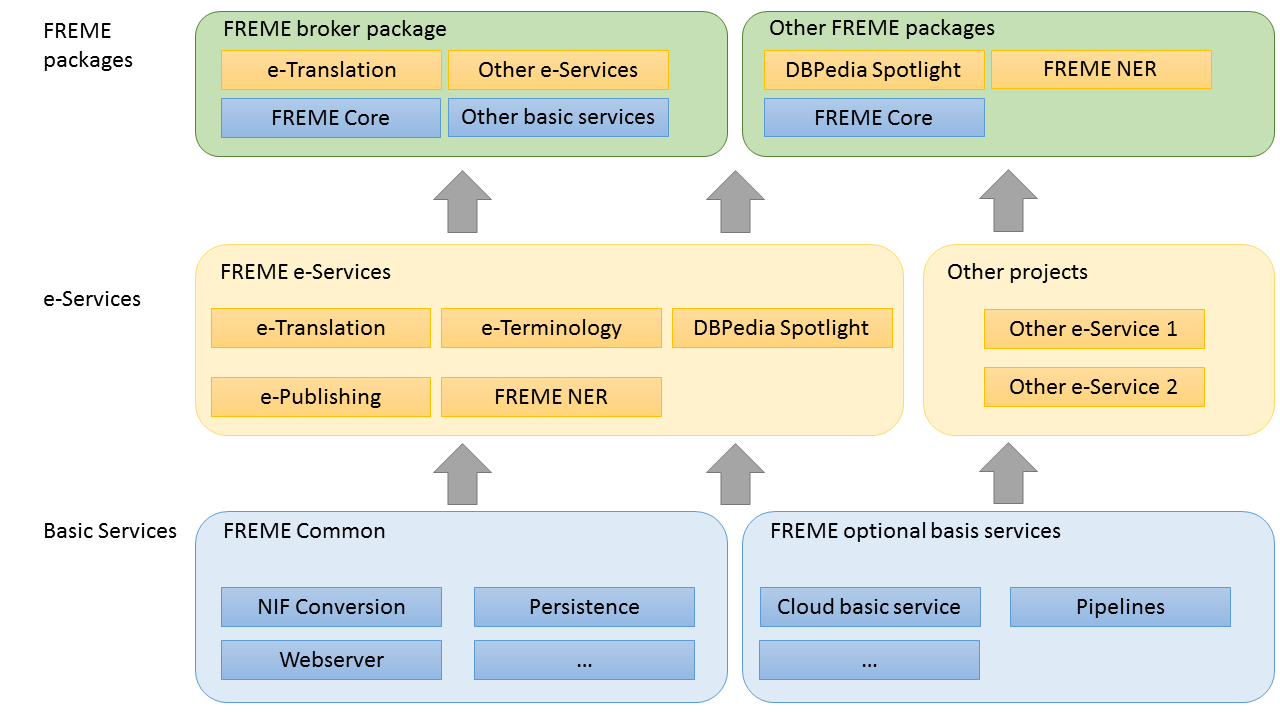 FREME
packages
FREME broker package
e-Translation
Other e-Services
FREME Core
Other basic services
Other FREME packages
DBPedia Spotlight
FREME NER
FREME Core
e-Services
FREME e-Services
e-Translation
e-Terminology
DBPedia Spotlight
e-Publishing
FREME NER
Other projects
Other e-Service 1
Other e-Service 2
Basic Services
FREME Common
NIF Conversion
Persistence
Webserver
...
FREME optional basis services
Cloud basic service
Pipelines
...